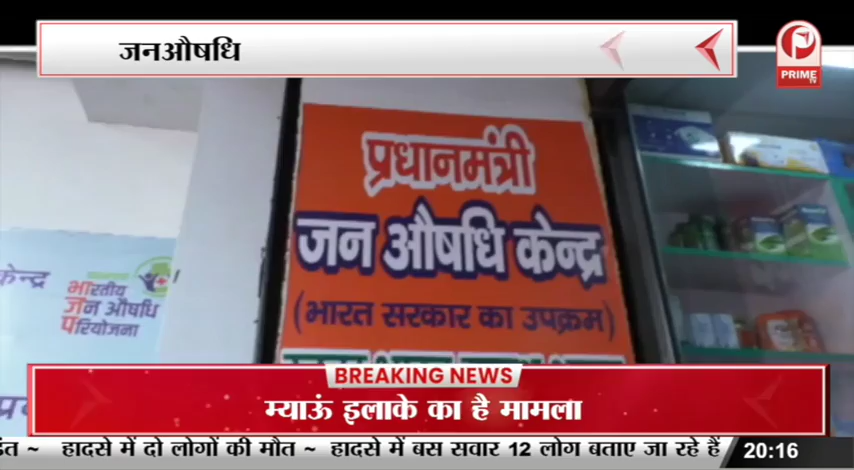 जनऔषधि
PRIME
TV
प्रधानमंत्री
जन औषधि केन्द्र
(भारत सरकार का उपक्रम)
केन्द्र
भारतीय
जन औषधि
परियोजना
BREAKING NEWS
म्याऊं इलाके का है मामला
~ हादसे में दो लोगों की मौत ~ हादसे में बस सवार 12 लोग बताए जा रहे हैं
20:16